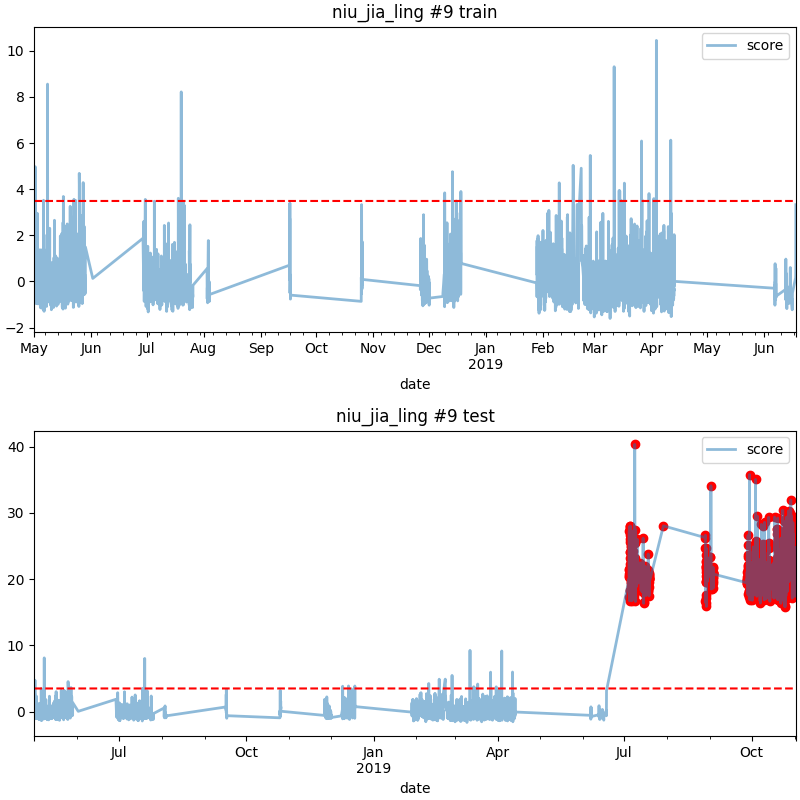 niu_jia_ling #9 train
score
10
8
6
4
2
0
−2
May Jun Jul Aug Sep Oct Nov Dec Jan Feb Mar Apr May Jun
2019
date
niu_jia_ling #9 test
score
40
30
20
10
0
Jul Oct Jan Apr Jul Oct
2019
date